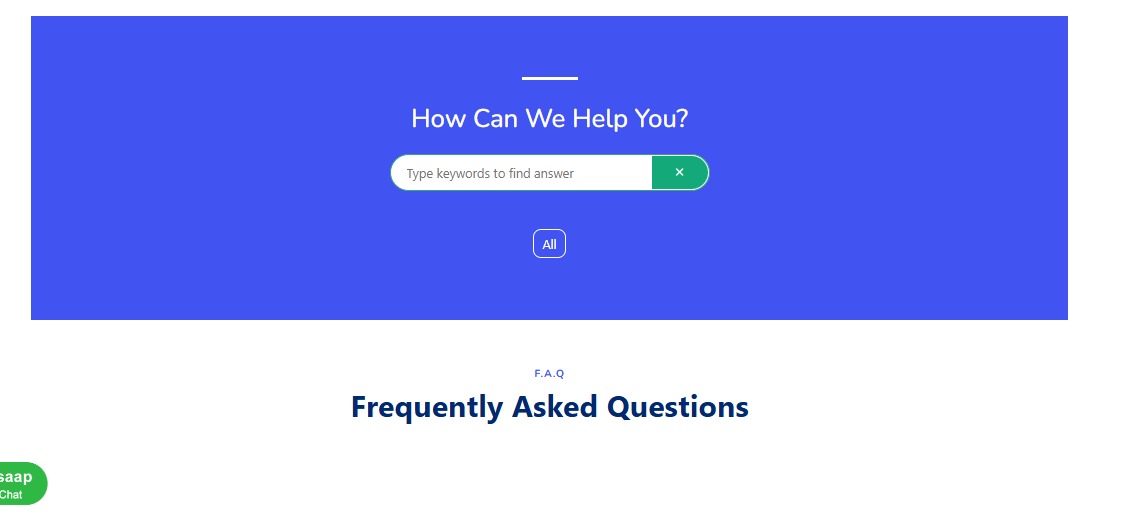 How Can We Help You?
Type keywords to find answer
×
All
F.A.Q
Frequently Asked Questions
saap
Chat